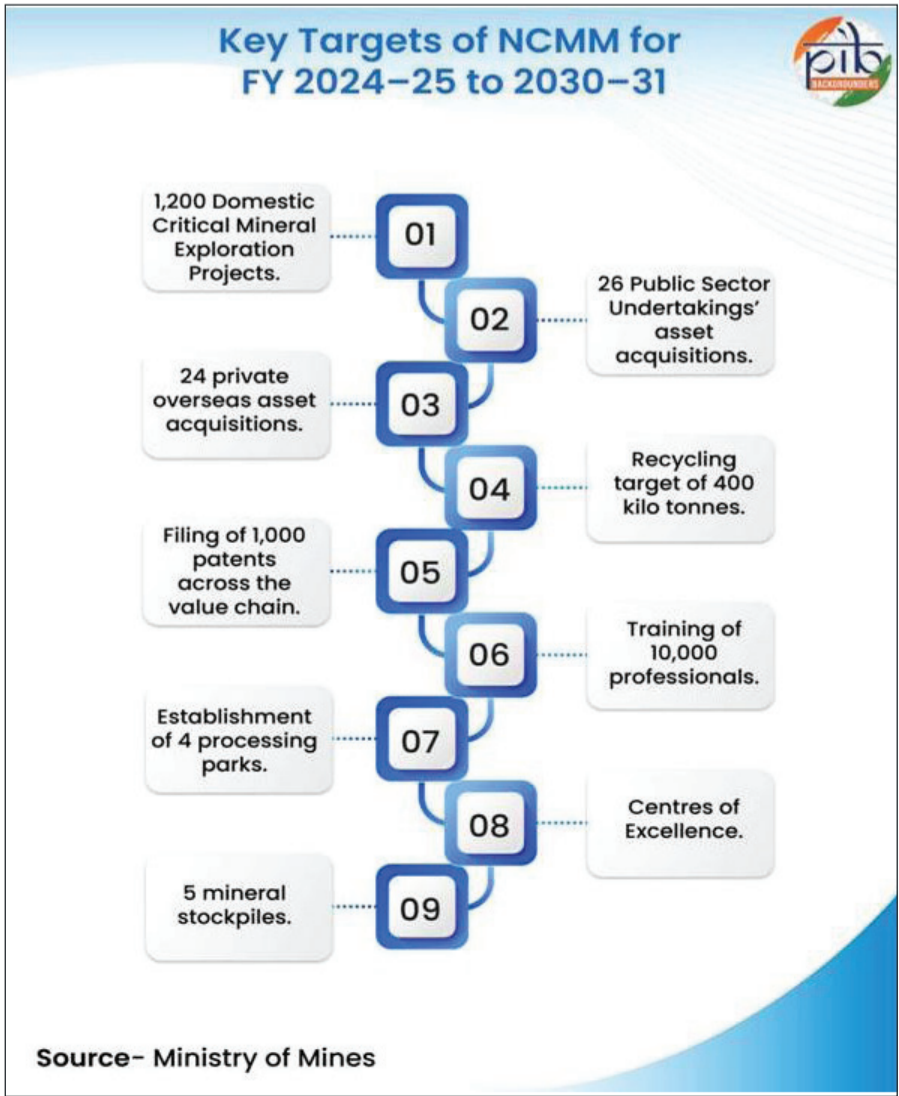 Key Targets of NCMM for
FY 2024–25 to 2030–31
pib
BACKGROUNDERS
1,200 Domestic
Critical Mineral
Exploration
Projects.
01
02
26 Public Sector
Undertakings’
asset
acquisitions.
24 private
overseas asset
acquisitions.
03
04
Recycling
target of 400
kilo tonnes.
Filing of 1,000
patents
across the
value chain.
05
06
Training of
10,000
professionals.
Establishment
of 4 processing
parks.
07
08
Centres of
Excellence.
5 mineral
stockpiles.
09
Source- Ministry of Mines